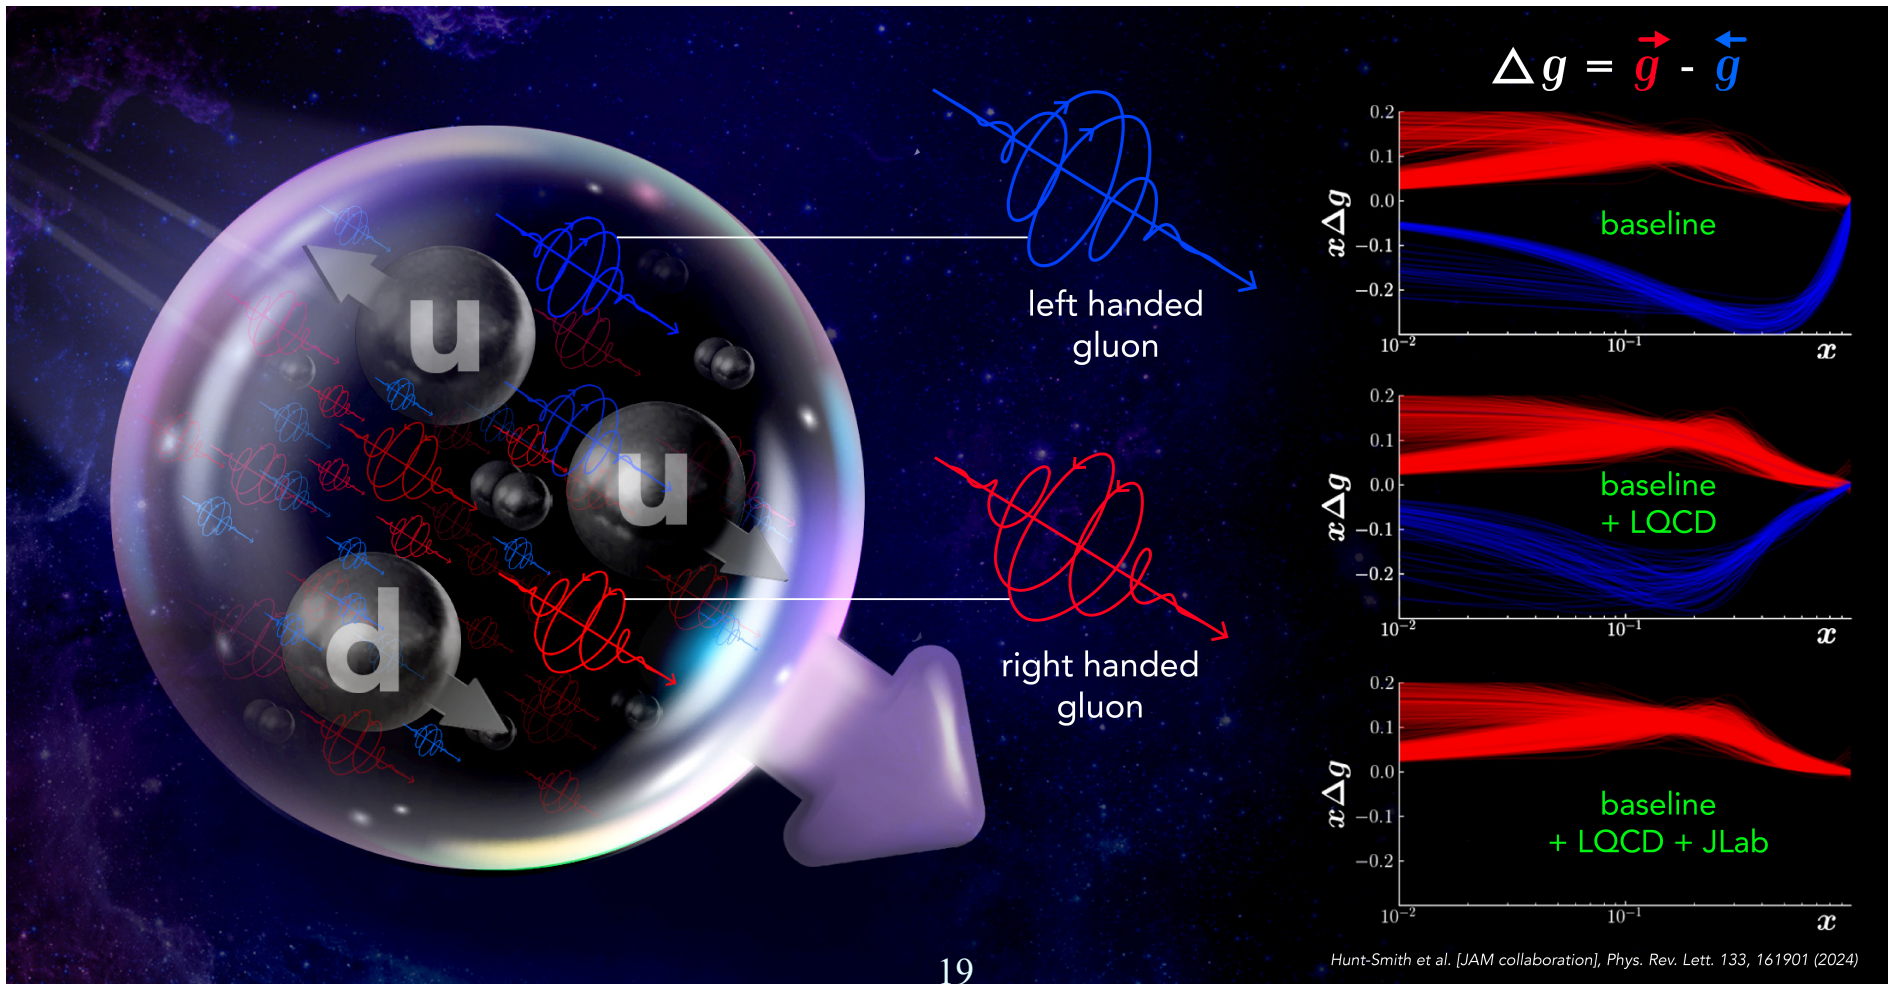 u
u
d
left handed
gluon
right handed
gluon
Δg = g - g
0.2
0.1
0.0
−0.1
−0.2
xΔg
baseline
10⁻²
10⁻¹
x
0.2
0.1
0.0
−0.1
−0.2
xΔg
baseline
+ LQCD
10⁻²
10⁻¹
x
0.2
0.1
0.0
−0.1
−0.2
xΔg
baseline
+ LQCD + JLab
10⁻²
10⁻¹
x
Hunt-Smith et al. [JAM collaboration], Phys. Rev. Lett. 133, 161901 (2024)
19